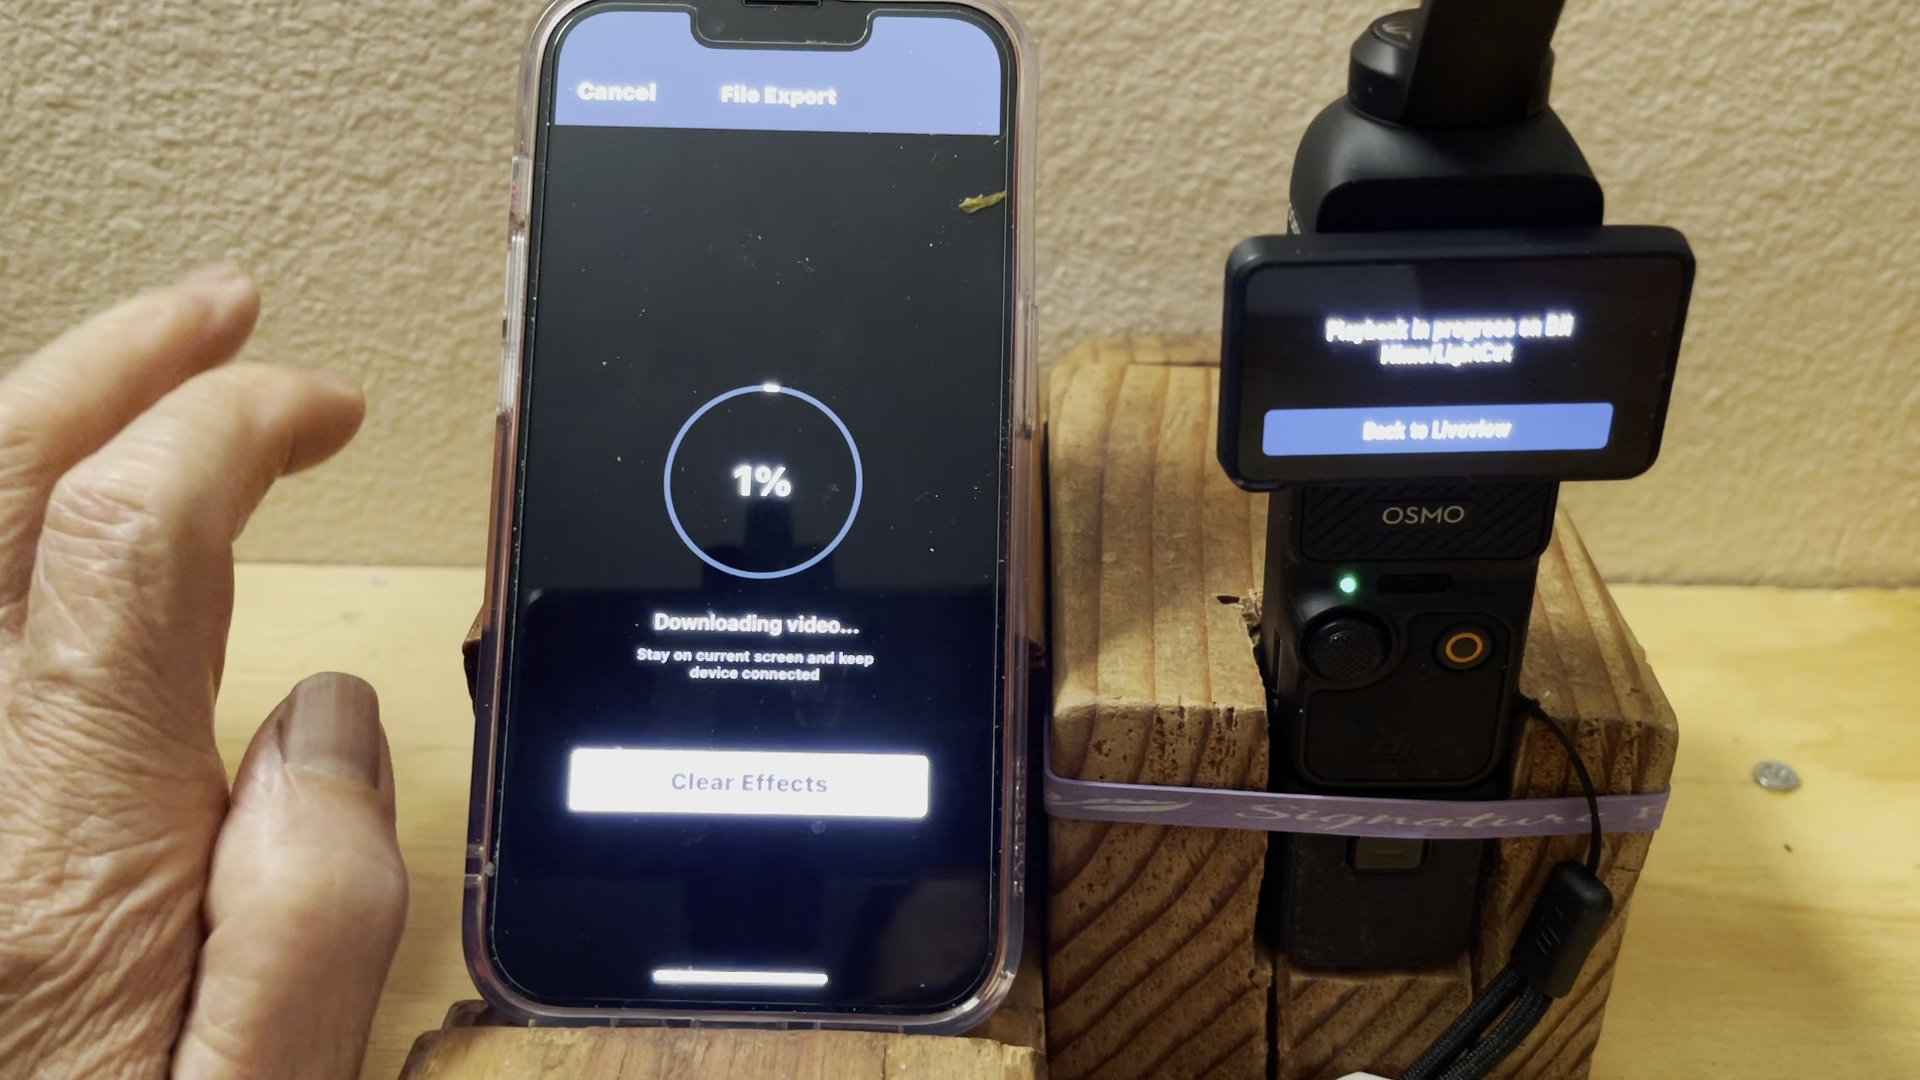 Cancel
File Export
1%
Downloading video...
Stay on current screen and keep
device connected
Clear Effects
Playback in progress on DJI
Mimo/LightCut
Back to Liveview
OSMO
Signature